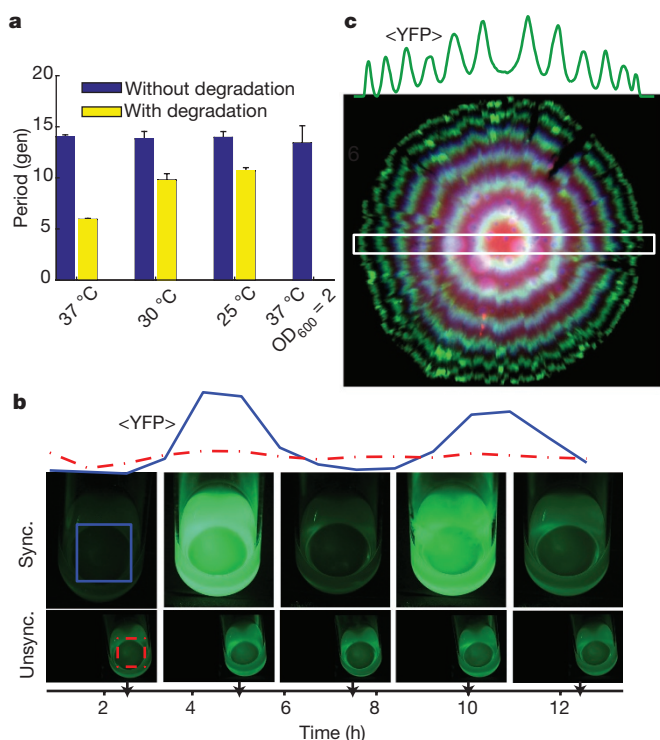 a
20
15
10
5
0
Period (gen)
Without degradation
With degradation
37 °C
30 °C
25 °C
37 °C
OD600 = 2
c
<YFP>
6
b
<YFP>
Sync.
Unsync.
2
4
6
8
10
12
Time (h)